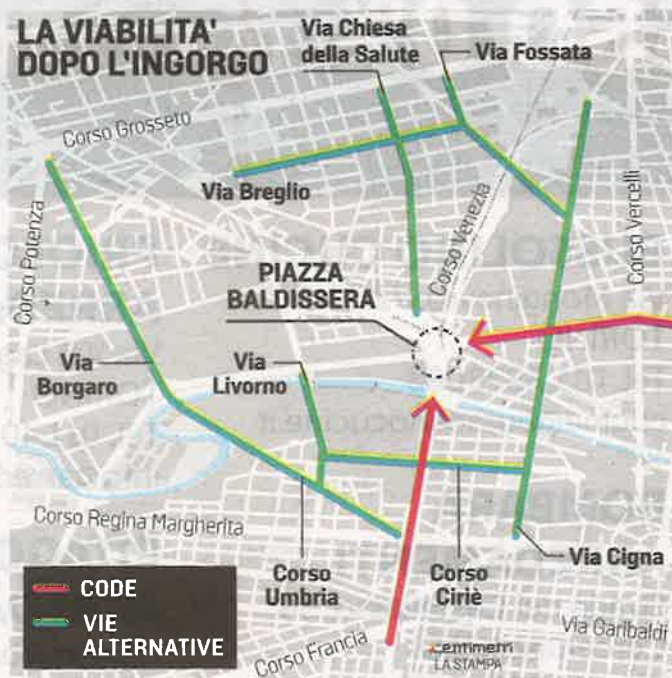 LA VIABILITA'
DOPO L'INGORGO
Via Chiesa
della Salute
Via Fossata
Corso Grosseto
Via Breglio
Corso Venezia
Corso Vercelli
Corso Potenza
PIAZZA
BALDISSERA
Via
Borgaro
Via
Livorno
Corso Regina Margherita
Corso
Umbria
Corso
Ciriè
Via Cigna
CODE
VIE
ALTERNATIVE
Corso Francia
Via Garibaldi
centimetri
LA STAMPA